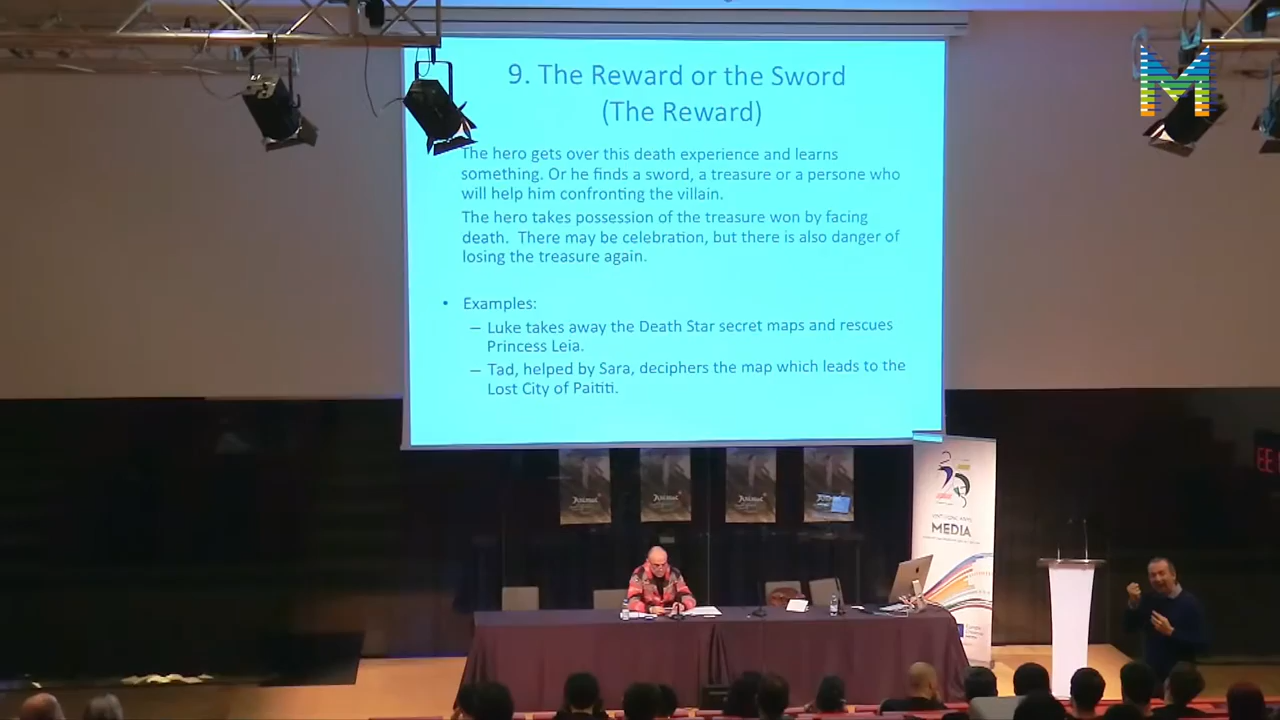 9. The Reward or the Sword
(The Reward)
The hero gets over this death experience and learns
something. Or he finds a sword, a treasure or a persone who
will help him confronting the villain.
The hero takes possession of the treasure won by facing
death. There may be celebration, but there is also danger of
losing the treasure again.
• Examples:
– Luke takes away the Death Star secret maps and rescues
Princess Leia.
– Tad, helped by Sara, deciphers the map which leads to the
Lost City of Paititi.
M
MEDIA
EE